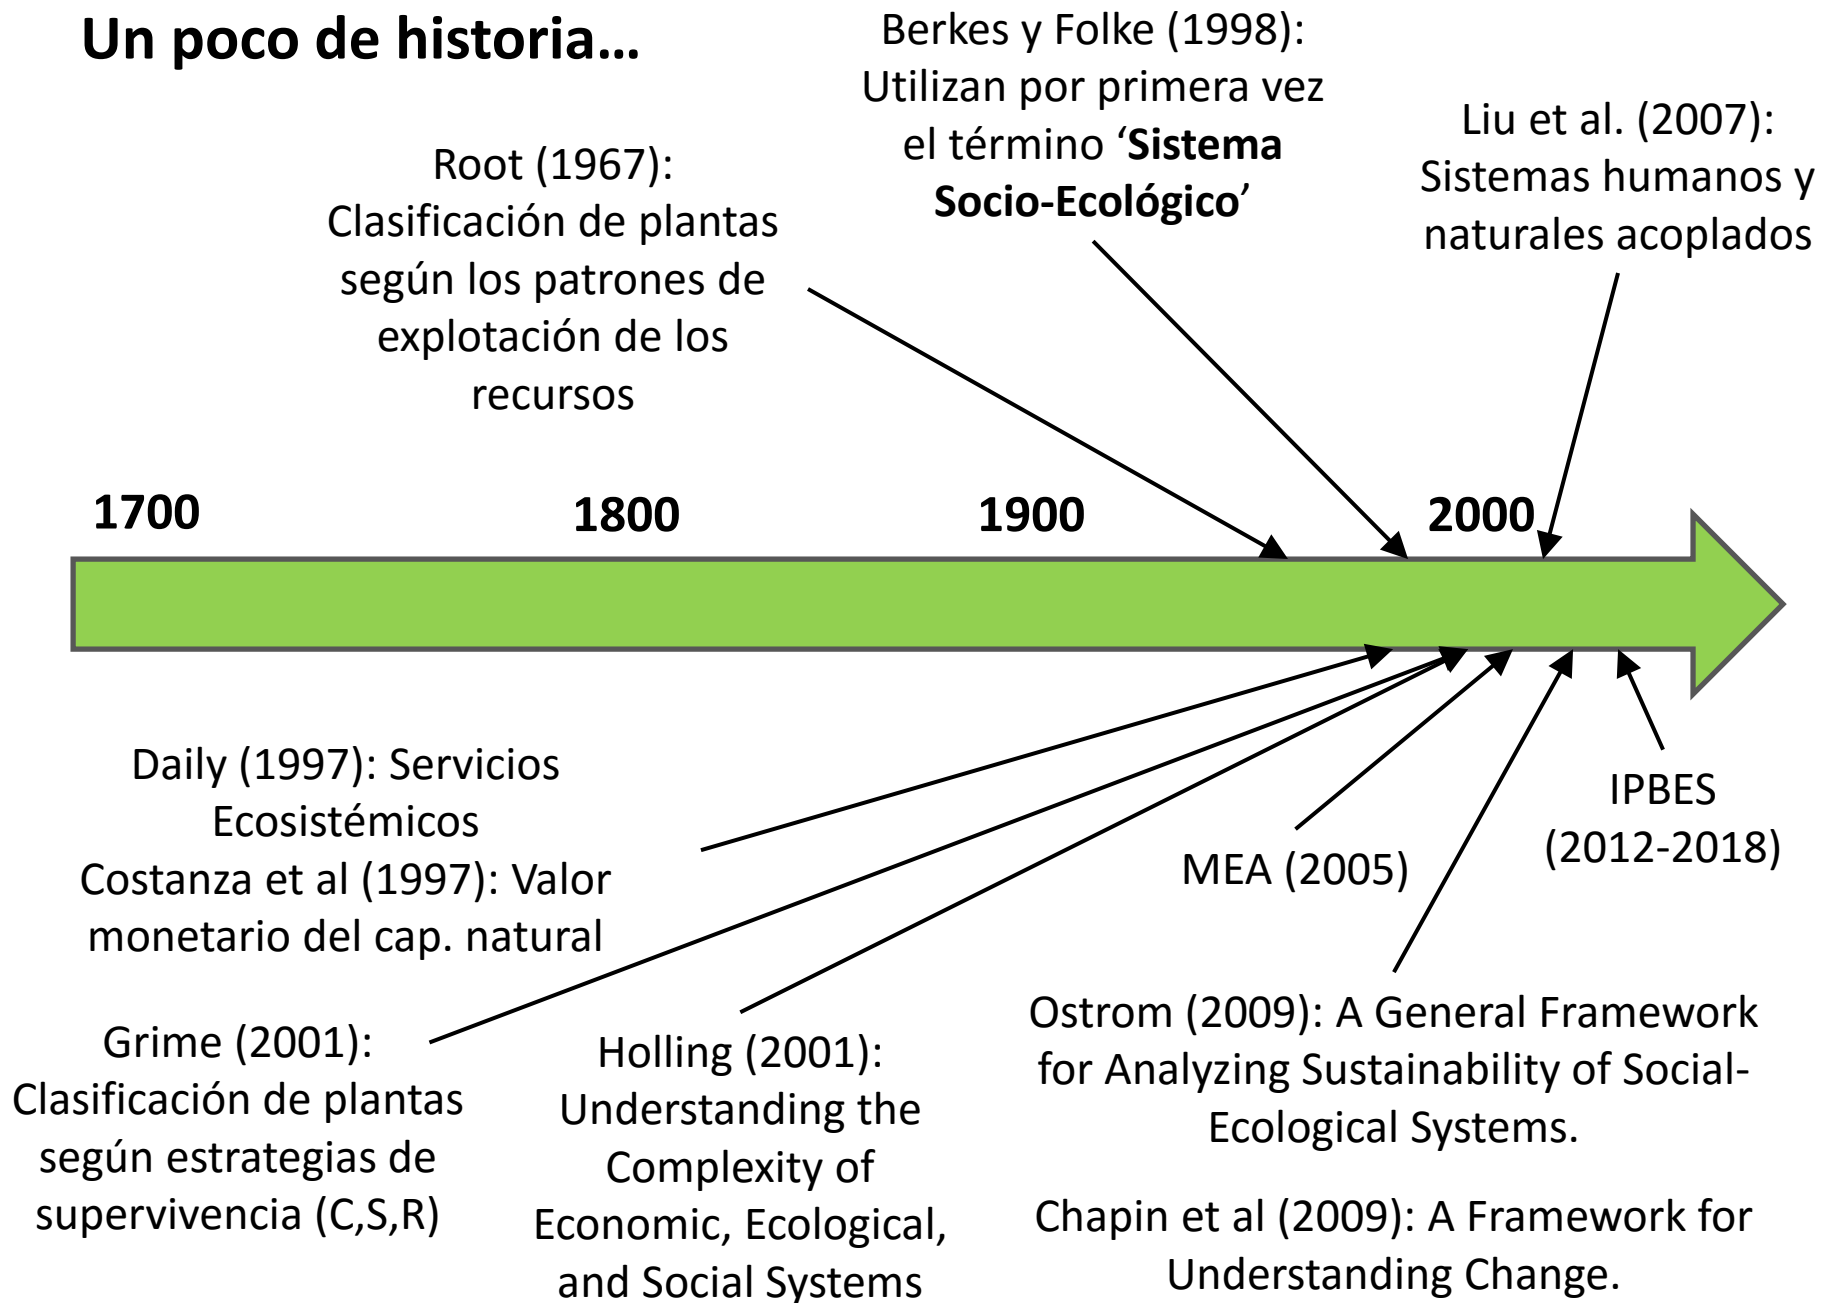 Un poco de historia…
Berkes y Folke (1998):
Utilizan por primera vez
el término ‘Sistema
Socio-Ecológico’
Liu et al. (2007):
Sistemas humanos y
naturales acoplados
Root (1967):
Clasificación de plantas
según los patrones de
explotación de los
recursos
1700
1800
1900
2000
Daily (1997): Servicios
Ecosistémicos
Costanza et al (1997): Valor
monetario del cap. natural
IPBES
(2012-2018)
MEA (2005)
Grime (2001):
Clasificación de plantas
según estrategias de
supervivencia (C,S,R)
Holling (2001):
Understanding the
Complexity of
Economic, Ecological,
and Social Systems
Ostrom (2009): A General Framework
for Analyzing Sustainability of Social-
Ecological Systems.
Chapin et al (2009): A Framework for
Understanding Change.